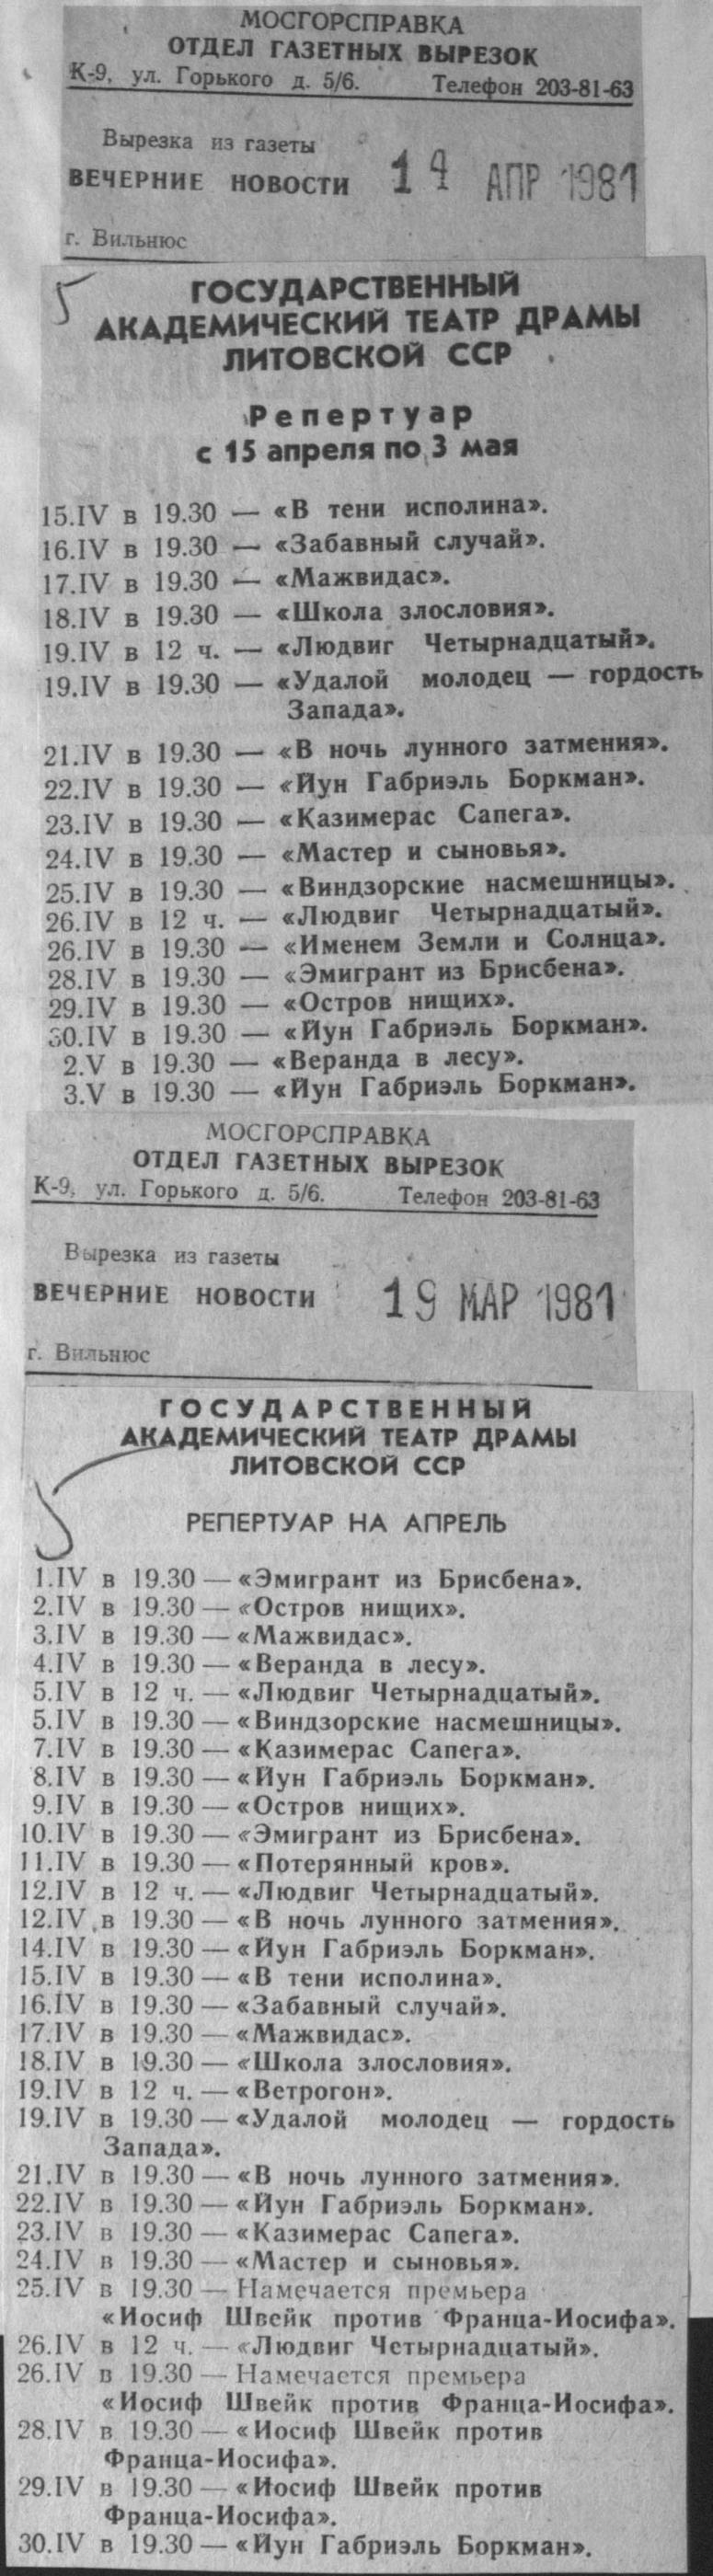 МОСГОРСПРАВКА
ОТДЕЛ ГАЗЕТНЫХ ВЫРЕЗОК
К-9, ул. Горького д. 5/6. Телефон 203-81-63
Вырезка из газеты
ВЕЧЕРНИЕ НОВОСТИ 14 АПР 1981
г. Вильнюс
5 ГОСУДАРСТВЕННЫЙ
АКАДЕМИЧЕСКИЙ ТЕАТР ДРАМЫ
ЛИТОВСКОЙ ССР
Репертуар
с 15 апреля по 3 мая
15.IV в 19.30 — «В тени исполина».
16.IV в 19.30 — «Забавный случай».
17.IV в 19.30 — «Мажвидас».
18.IV в 19.30 — «Школа злословия».
19.IV в 12 ч. — «Людвиг Четырнадцатый».
19.IV в 19.30 — «Удалой молодец — гордость
Запада».
21.IV в 19.30 — «В ночь лунного затмения».
22.IV в 19.30 — «Йун Габриэль Боркман».
23.IV в 19.30 — «Казимерас Сапега».
24.IV в 19.30 — «Мастер и сыновья».
25.IV в 19.30 — «Виндзорские насмешницы».
26.IV в 12 ч. — «Людвиг Четырнадцатый».
26.IV в 19.30 — «Именем Земли и Солнца».
28.IV в 19.30 — «Эмигрант из Брисбена».
29.IV в 19.30 — «Остров нищих».
30.IV в 19.30 — «Йун Габриэль Боркман».
2.V в 19.30 — «Веранда в лесу».
3.V в 19.30 — «Йун Габриэль Боркман».
МОСГОРСПРАВКА
ОТДЕЛ ГАЗЕТНЫХ ВЫРЕЗОК
К-9, ул. Горького д. 5/6. Телефон 203-81-63
Вырезка из газеты
ВЕЧЕРНИЕ НОВОСТИ 19 МАР 1981
г. Вильнюс
ГОСУДАРСТВЕННЫЙ
АКАДЕМИЧЕСКИЙ ТЕАТР ДРАМЫ
ЛИТОВСКОЙ ССР
5 РЕПЕРТУАР НА АПРЕЛЬ
1.IV в 19.30 — «Эмигрант из Брисбена».
2.IV в 19.30 — «Остров нищих».
3.IV в 19.30 — «Мажвидас».
4.IV в 19.30 — «Веранда в лесу».
5.IV в 12 ч. — «Людвиг Четырнадцатый».
5.IV в 19.30 — «Виндзорские насмешницы».
7.IV в 19.30 — «Казимерас Сапега».
8.IV в 19.30 — «Йун Габриэль Боркман».
9.IV в 19.30 — «Остров нищих».
10.IV в 19.30 — «Эмигрант из Брисбена».
11.IV в 19.30 — «Потерянный кров».
12.IV в 12 ч. — «Людвиг Четырнадцатый».
12.IV в 19.30 — «В ночь лунного затмения».
14.IV в 19.30 — «Йун Габриэль Боркман».
15.IV в 19.30 — «В тени исполина».
16.IV в 19.30 — «Забавный случай».
17.IV в 19.30 — «Мажвидас».
18.IV в 19.30 — «Школа злословия».
19.IV в 12 ч. — «Ветрогон».
19.IV в 19.30 — «Удалой молодец — гордость
Запада».
21.IV в 19.30 — «В ночь лунного затмения».
22.IV в 19.30 — «Йун Габриэль Боркман».
23.IV в 19.30 — «Казимерас Сапега».
24.IV в 19.30 — «Мастер и сыновья».
25.IV в 19.30 — Намечается премьера
«Иосиф Швейк против Франца-Иосифа».
26.IV в 12 ч. — «Людвиг Четырнадцатый».
26.IV в 19.30 — Намечается премьера
«Иосиф Швейк против Франца-Иосифа».
28.IV в 19.30 — «Иосиф Швейк против
Франца-Иосифа».
29.IV в 19.30 — «Иосиф Швейк против
Франца-Иосифа».
30.IV в 19.30 — «Йун Габриэль Боркман».